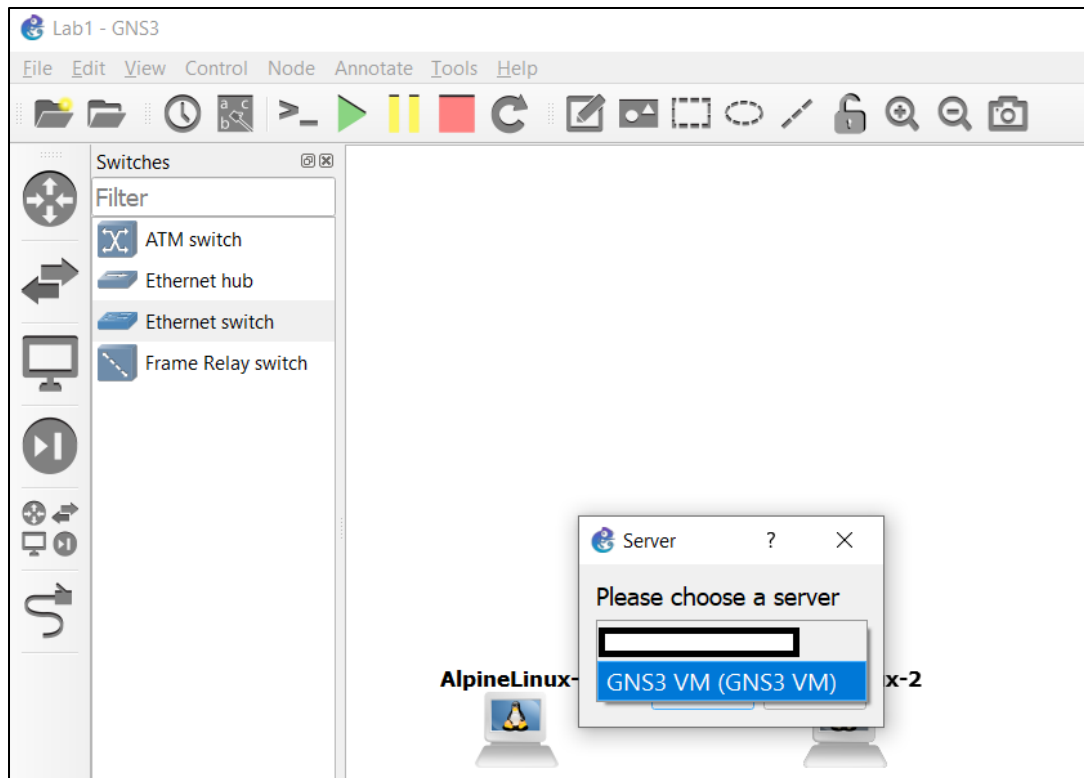 Lab1 - GNS3
File Edit View Control Node Annotate Tools Help
Switches
Filter
ATM switch
Ethernet hub
Ethernet switch
Frame Relay switch
Server
Please choose a server
GNS3 VM (GNS3 VM)
AlpineLinux-
x-2